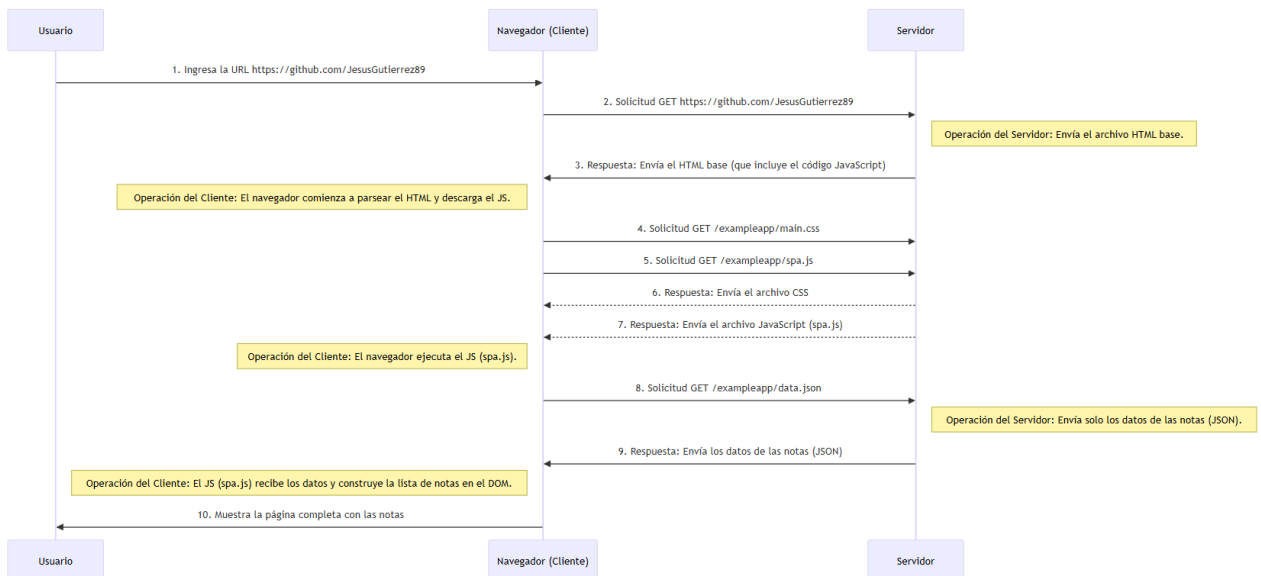 Usuario
Navegador (Cliente)
Servidor
1. Ingresa la URL https://github.com/JesusGutierrez89
2. Solicitud GET https://github.com/JesusGutierrez89
Operación del Servidor: Envía el archivo HTML base.
3. Respuesta: Envía el HTML base (que incluye el código JavaScript)
Operación del Cliente: El navegador comienza a parsear el HTML y descarga el JS.
4. Solicitud GET /exampleapp/main.css
5. Solicitud GET /exampleapp/spa.js
6. Respuesta: Envía el archivo CSS
7. Respuesta: Envía el archivo JavaScript (spa.js)
Operación del Cliente: El navegador ejecuta el JS (spa.js).
8. Solicitud GET /exampleapp/data.json
Operación del Servidor: Envía solo los datos de las notas (JSON).
9. Respuesta: Envía los datos de las notas (JSON)
Operación del Cliente: El JS (spa.js) recibe los datos y construye la lista de notas en el DOM.
10. Muestra la página completa con las notas
Usuario
Navegador (Cliente)
Servidor